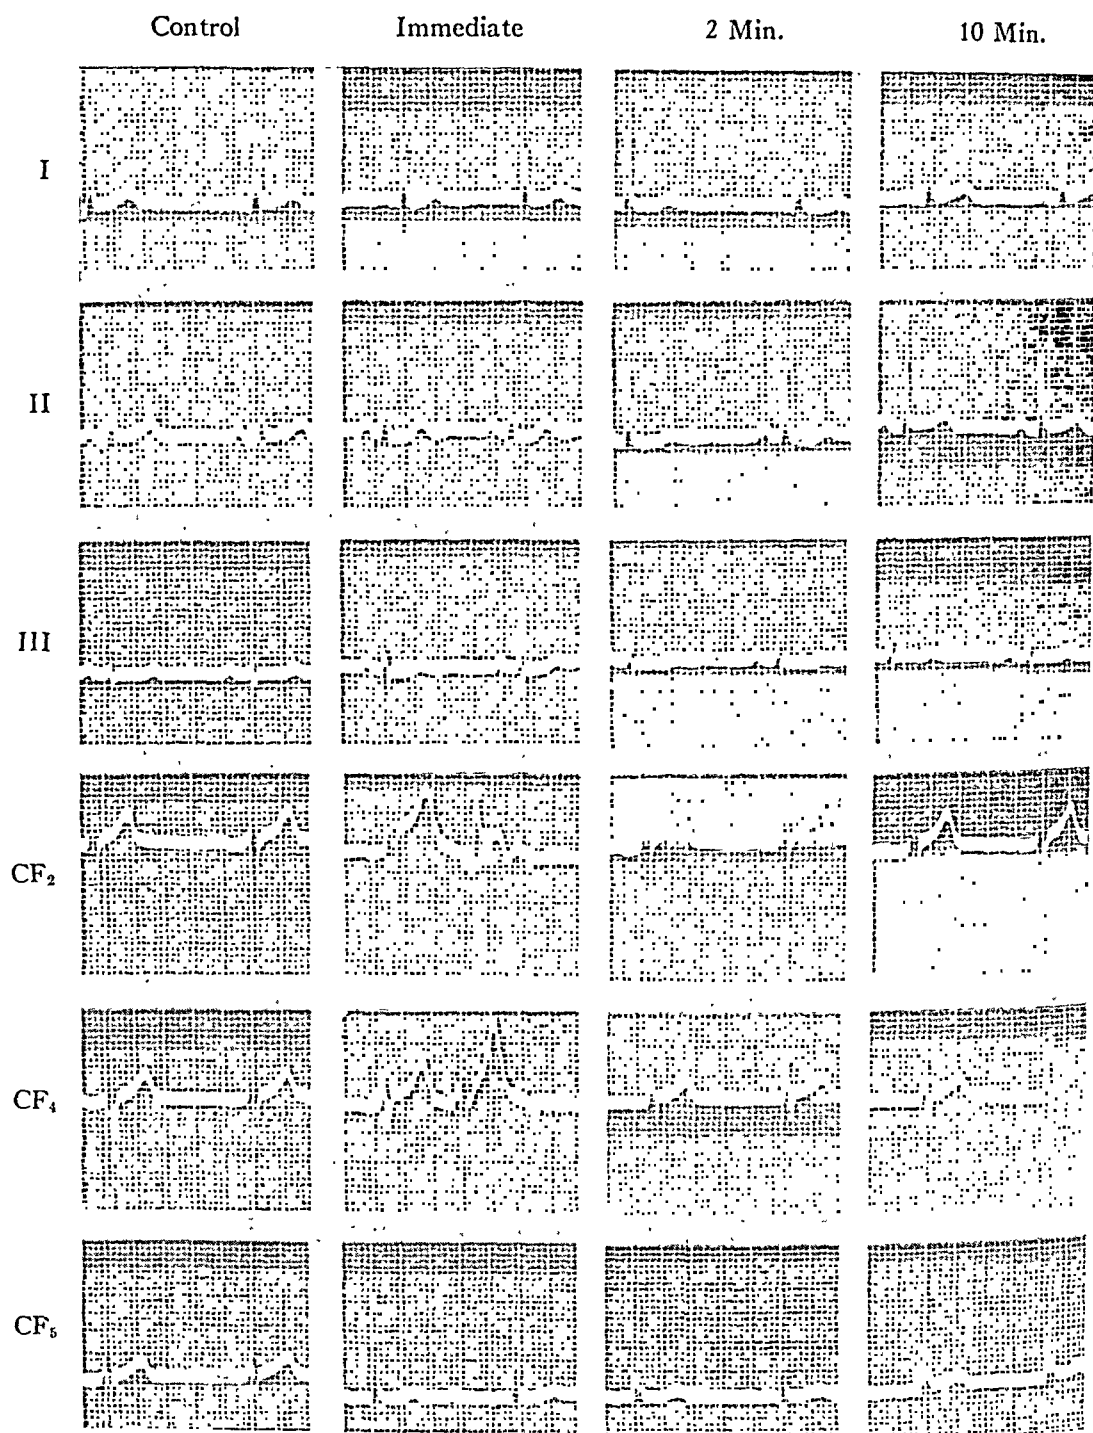 Control Immediate 2 Min. 10 Min.
I
II
III
CF₂
CF₄
CF₅